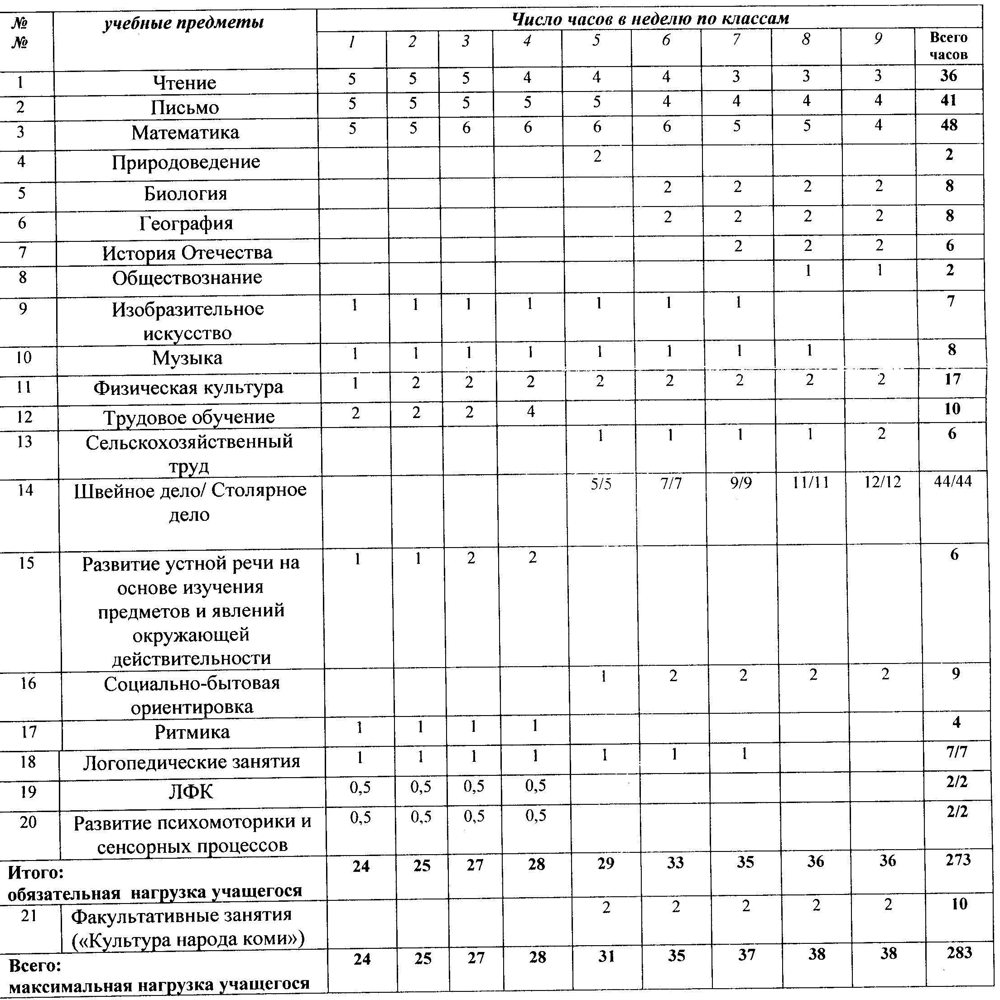 № учебные предметы Число часов в неделю по классам
№ 1 2 3 4 5 6 7 8 9 Всего
часов
1 Чтение 5 5 5 4 4 4 3 3 3 36
2 Письмо 5 5 5 5 5 4 4 4 4 41
3 Математика 5 5 6 6 6 6 5 5 4 48
4 Природоведение 2 2
5 Биология 2 2 2 2 8
6 География 2 2 2 2 8
7 История Отечества 2 2 2 6
8 Обществознание 1 1 2
9 Изобразительное 1 1 1 1 1 1 1 7
искусство
10 Музыка 1 1 1 1 1 1 1 1 8
11 Физическая культура 1 2 2 2 2 2 2 2 2 17
12 Трудовое обучение 2 2 2 4 10
13 Сельскохозяйственный 1 1 1 1 2 6
труд
14 Швейное дело/ Столярное 5/5 7/7 9/9 11/11 12/12 44/44
дело
15 Развитие устной речи на 1 1 2 2 6
основе изучения
предметов и явлений
окружающей
действительности
16 Социально-бытовая 1 2 2 2 2 9
ориентировка
17 Ритмика 1 1 1 1 4
18 Логопедические занятия 1 1 1 1 1 1 1 7/7
19 ЛФК 0,5 0,5 0,5 0,5 2/2
20 Развитие психомоторики и 0,5 0,5 0,5 0,5 2/2
сенсорных процессов
Итого: 24 25 27 28 29 33 35 36 36 273
обязательная нагрузка учащегося
21 Факультативные занятия 2 2 2 2 2 10
(«Культура народа коми»)
Всего: 24 25 27 28 31 35 37 38 38 283
максимальная нагрузка учащегося